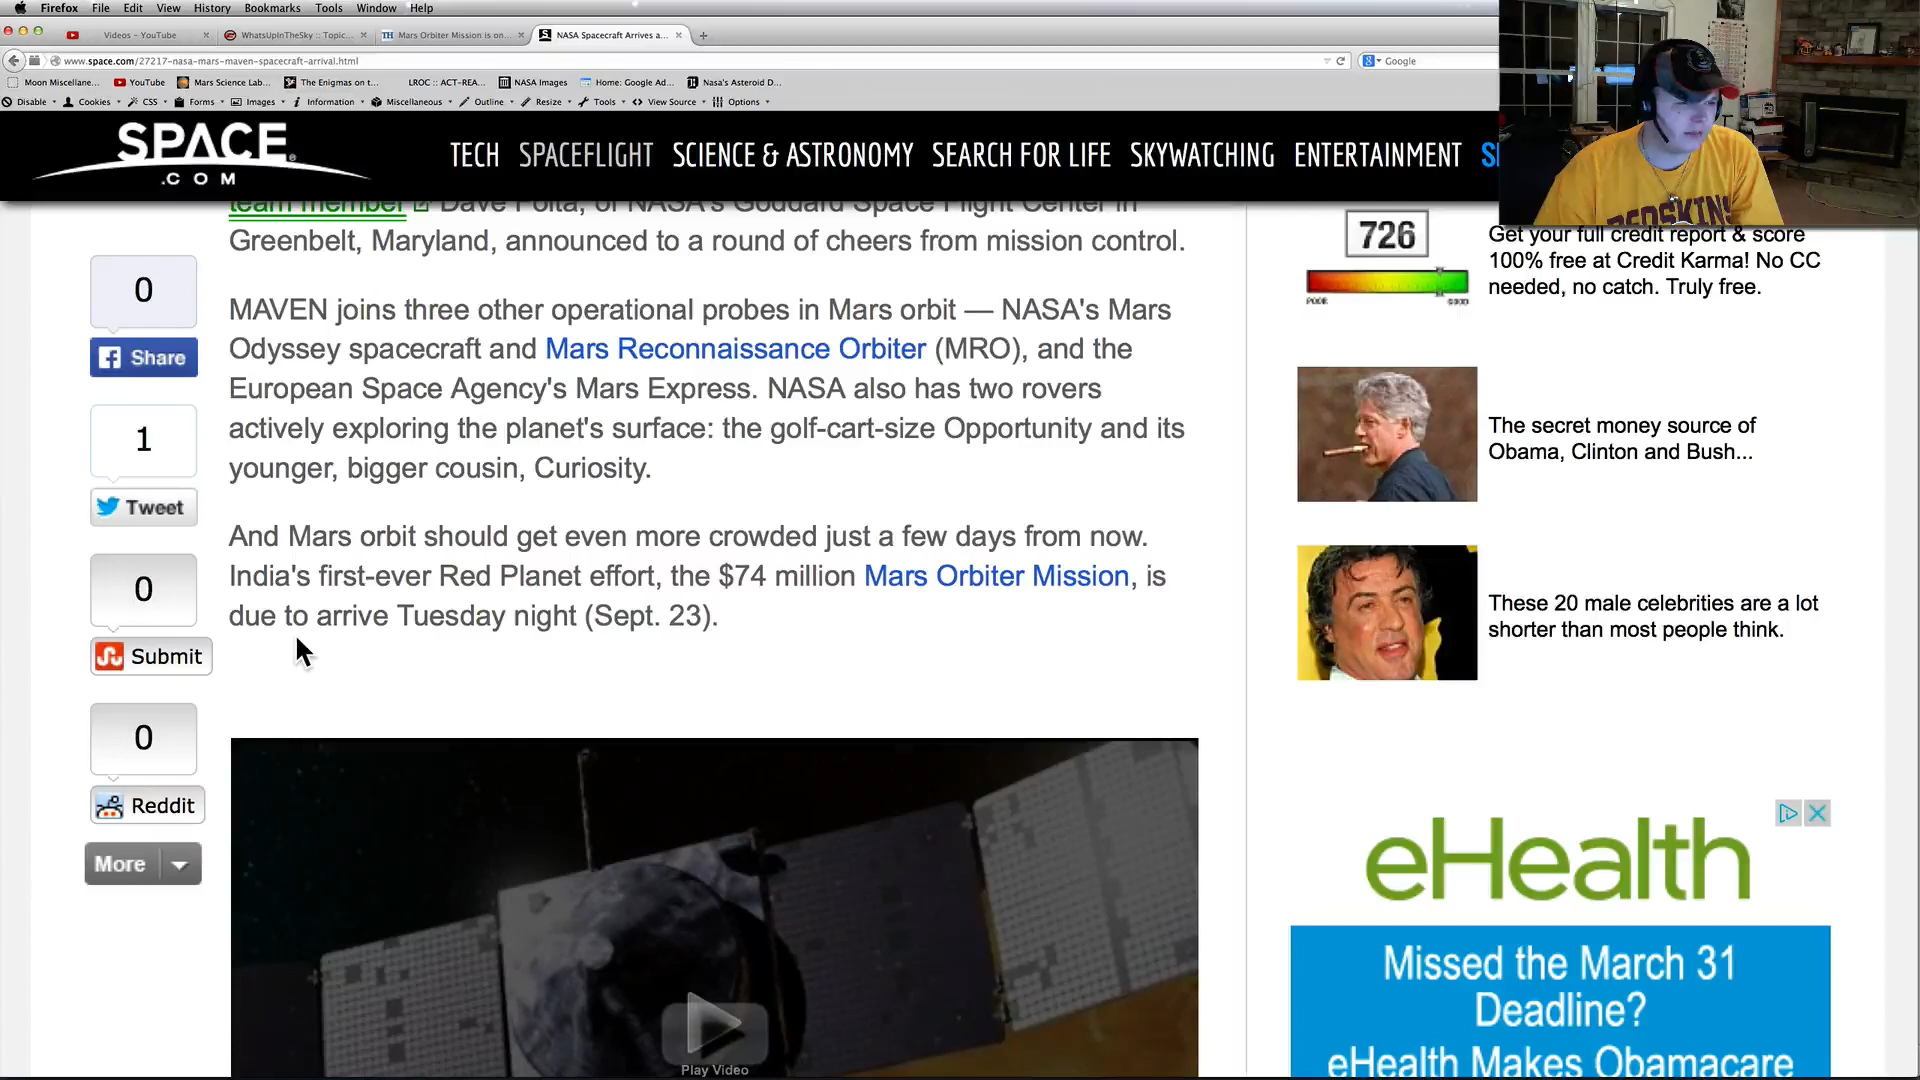 Firefox File Edit View History Bookmarks Tools Window Help
Videos - YouTube
WhatsUpInTheSky :: Topic...
Mars Orbiter Mission is on...
NASA Spacecraft Arrives a...
www.space.com/27217-nasa-mars-maven-spacecraft-arrival.html
Google
Moon Miscellane... YouTube Mars Science Lab... The Enigmas on t... LROC :: ACT-REA... NASA Images Home: Google Ad... Nasa's Asteroid D...
Disable Cookies CSS Forms Images Information Miscellaneous Outline Resize Tools View Source Options
SPACE
.COM
TECH SPACEFLIGHT SCIENCE & ASTRONOMY SEARCH FOR LIFE SKYWATCHING ENTERTAINMENT
REDSKINS
team member Dave Folta, of NASA's Goddard Space Flight Center in
Greenbelt, Maryland, announced to a round of cheers from mission control.
MAVEN joins three other operational probes in Mars orbit — NASA's Mars
Odyssey spacecraft and Mars Reconnaissance Orbiter (MRO), and the
European Space Agency's Mars Express. NASA also has two rovers
actively exploring the planet's surface: the golf-cart-size Opportunity and its
younger, bigger cousin, Curiosity.
And Mars orbit should get even more crowded just a few days from now.
India's first-ever Red Planet effort, the $74 million Mars Orbiter Mission, is
due to arrive Tuesday night (Sept. 23).
0
Share
1
Tweet
0
Submit
0
Reddit
More
Play Video
726
POOR GOOD
Get your full credit report & score
100% free at Credit Karma! No CC
needed, no catch. Truly free.
The secret money source of
Obama, Clinton and Bush...
These 20 male celebrities are a lot
shorter than most people think.
eHealth
Missed the March 31
Deadline?
eHealth Makes Obamacare